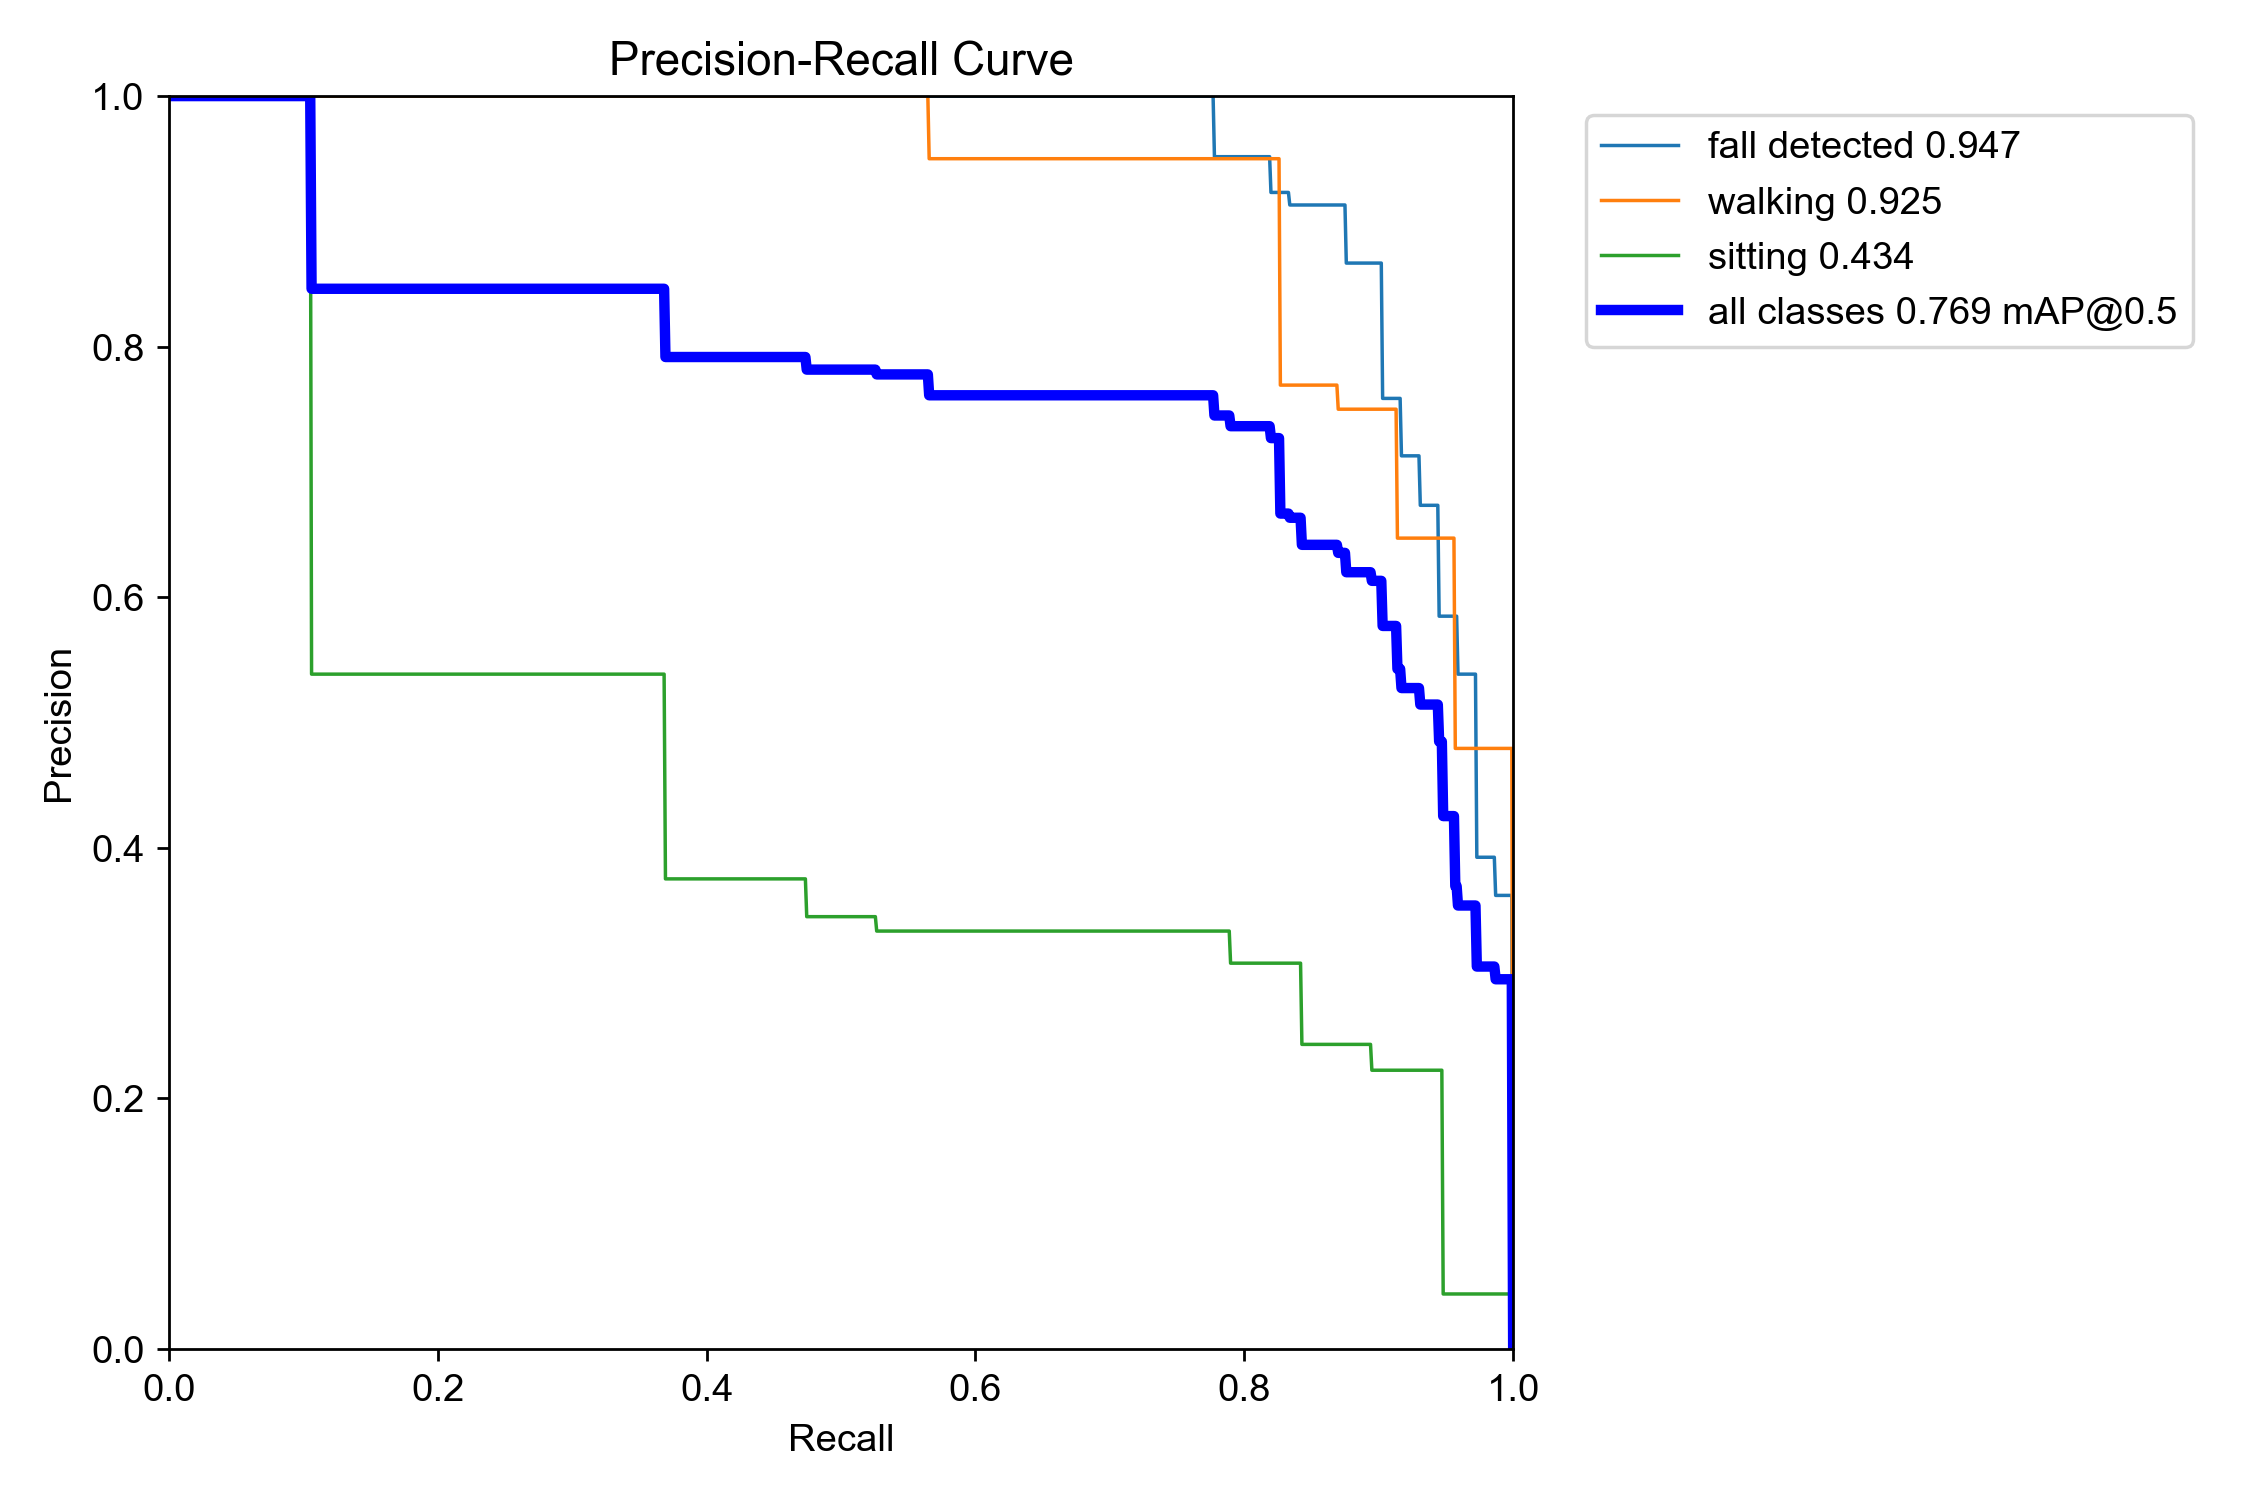 Precision-Recall Curve
1.0
0.8
0.6
0.4
0.2
0.0
Precision
0.0 0.2 0.4 0.6 0.8 1.0
Recall
fall detected 0.947
walking 0.925
sitting 0.434
all classes 0.769 mAP@0.5